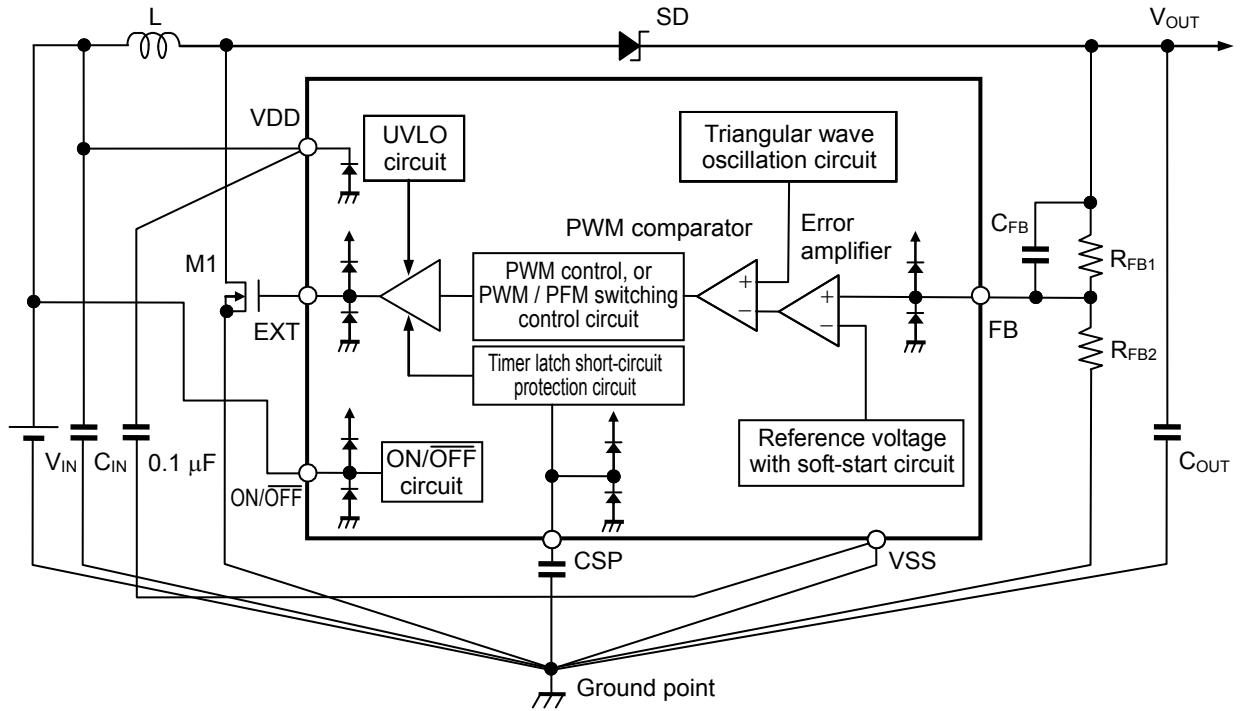 L
SD
VOUT
VDD
UVLO
circuit
Triangular wave
oscillation circuit
PWM comparator
Error
amplifier
CFB
RFB1
M1
PWM control, or
PWM / PFM switching
control circuit
+
−
+
−
EXT
FB
RFB2
Timer latch short-circuit
protection circuit
Reference voltage
with soft-start circuit
VIN
CIN
0.1 μF
ON/O̅F̅F̅
circuit
ON/O̅F̅F̅
COUT
CSP
VSS
Ground point